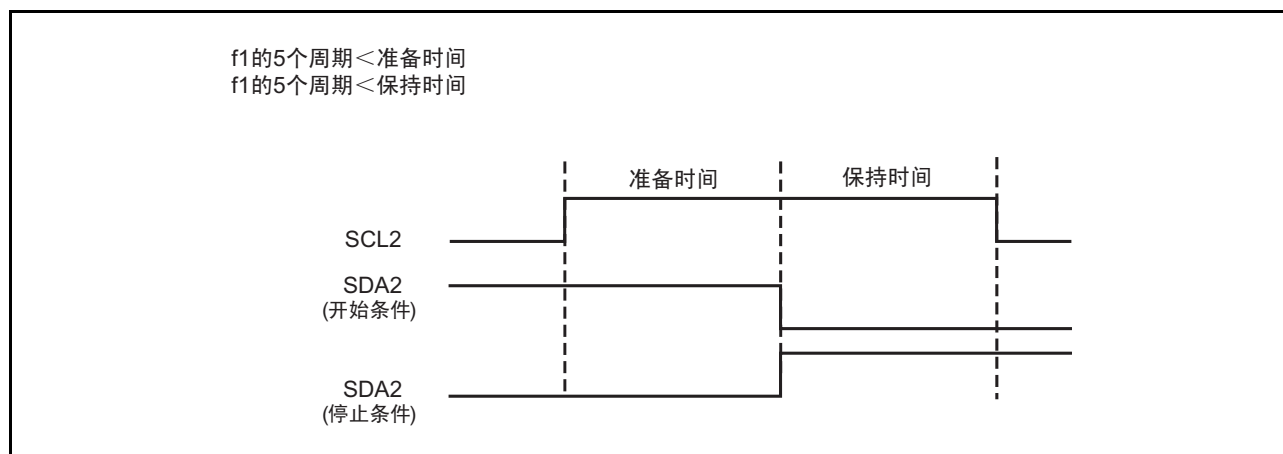 f1的5个周期＜准备时间
f1的5个周期＜保持时间
准备时间
保持时间
SCL2
SDA2
(开始条件)
SDA2
(停止条件)